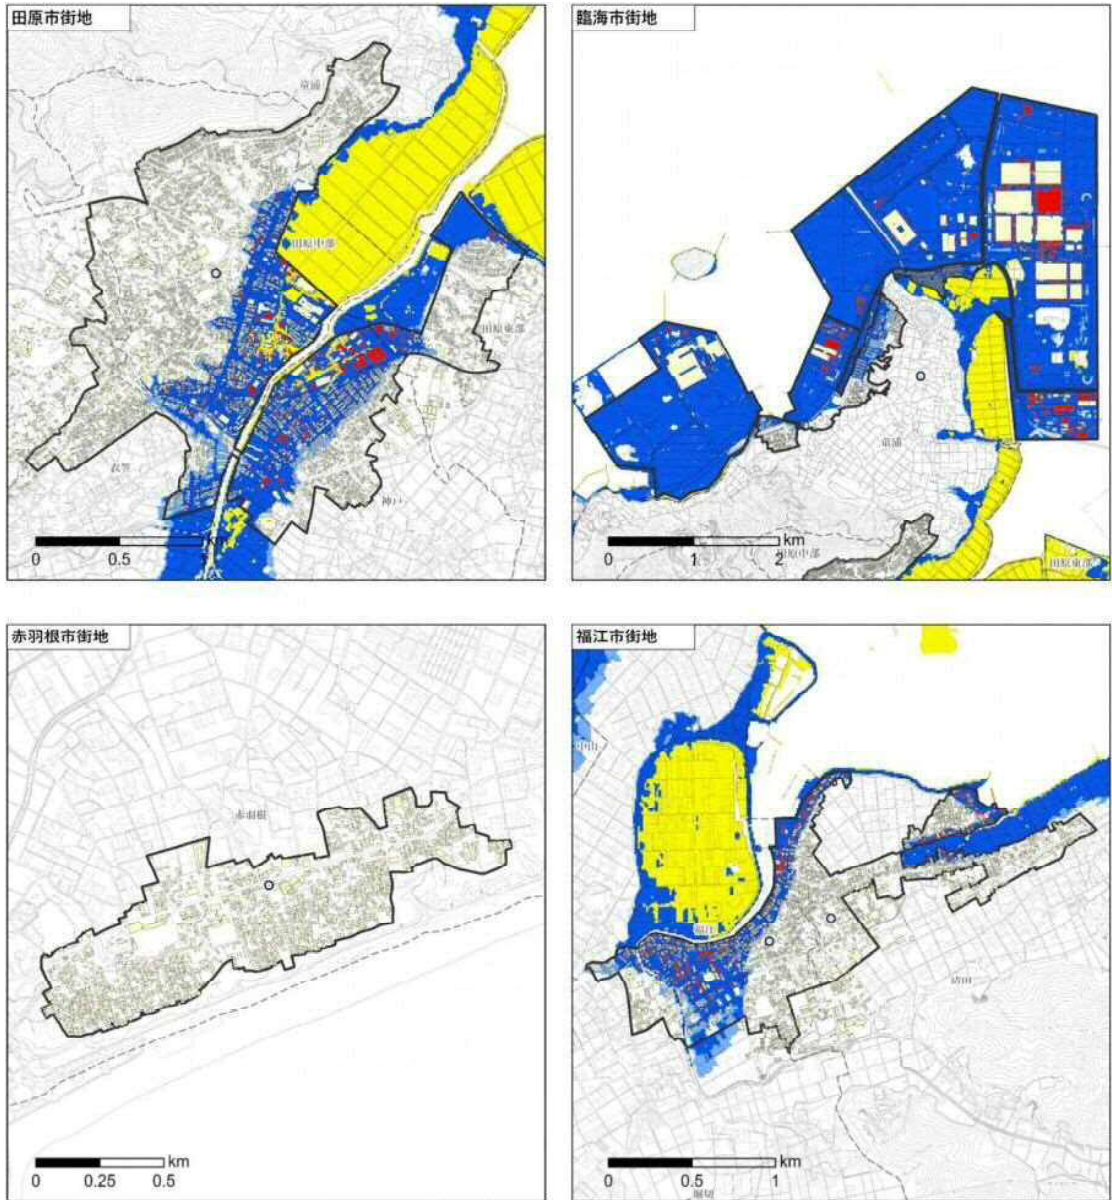 田原市街地
童浦
田原中部
田原東部
衣笠
神戸
0 0.5 km
臨海市街地
童浦
田原中部
田原東部
0 1 2 km
赤羽根市街地
赤羽根
0 0.25 0.5 km
福江市街地
中山
福江
清田
堀切
0 0.5 1 km